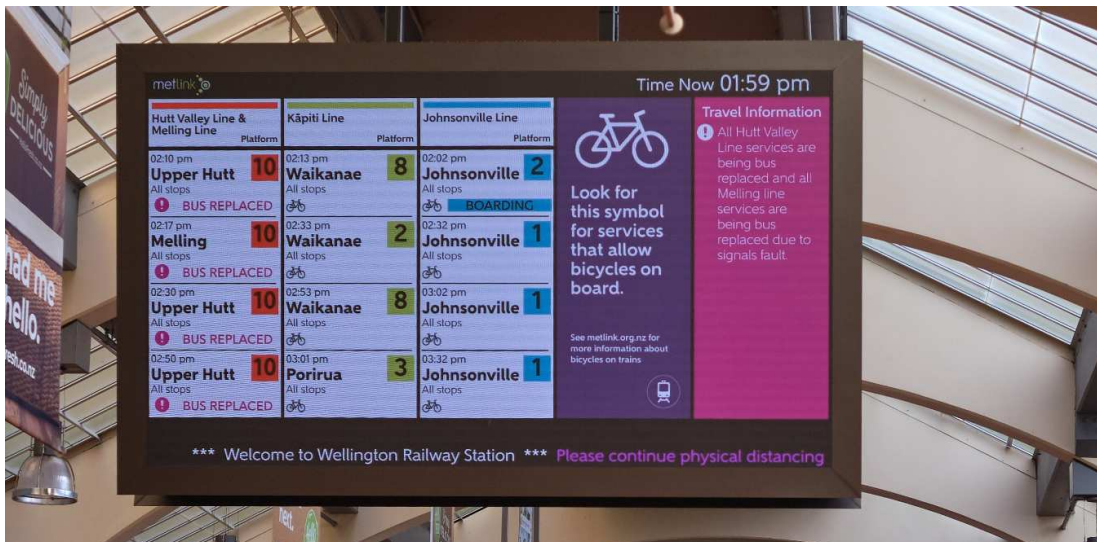 Simply
DELICIOUS
had me
hello.
resh.co.nz
metlink
Time Now 01:59 pm
Hutt Valley Line &
Melling Line
Platform
02:10 pm
Upper Hutt 10
All stops
BUS REPLACED
02:17 pm
Melling 10
All stops
BUS REPLACED
02:30 pm
Upper Hutt 10
All stops
BUS REPLACED
02:50 pm
Upper Hutt 10
All stops
BUS REPLACED
Kāpiti Line
Platform
02:13 pm
Waikanae 8
All stops
02:33 pm
Waikanae 2
All stops
02:53 pm
Waikanae 8
All stops
03:01 pm
Porirua 3
All stops
Johnsonville Line
Platform
02:02 pm
Johnsonville 2
All stops
BOARDING
02:32 pm
Johnsonville 1
All stops
03:02 pm
Johnsonville 1
All stops
03:32 pm
Johnsonville 1
All stops
Look for
this symbol
for services
that allow
bicycles on
board.
See metlink.org.nz for
more information about
bicycles on trains
Travel Information
All Hutt Valley
Line services are
being bus
replaced and all
Melling line
services are
being bus
replaced due to
signals fault.
*** Welcome to Wellington Railway Station *** Please continue physical distancing
next.